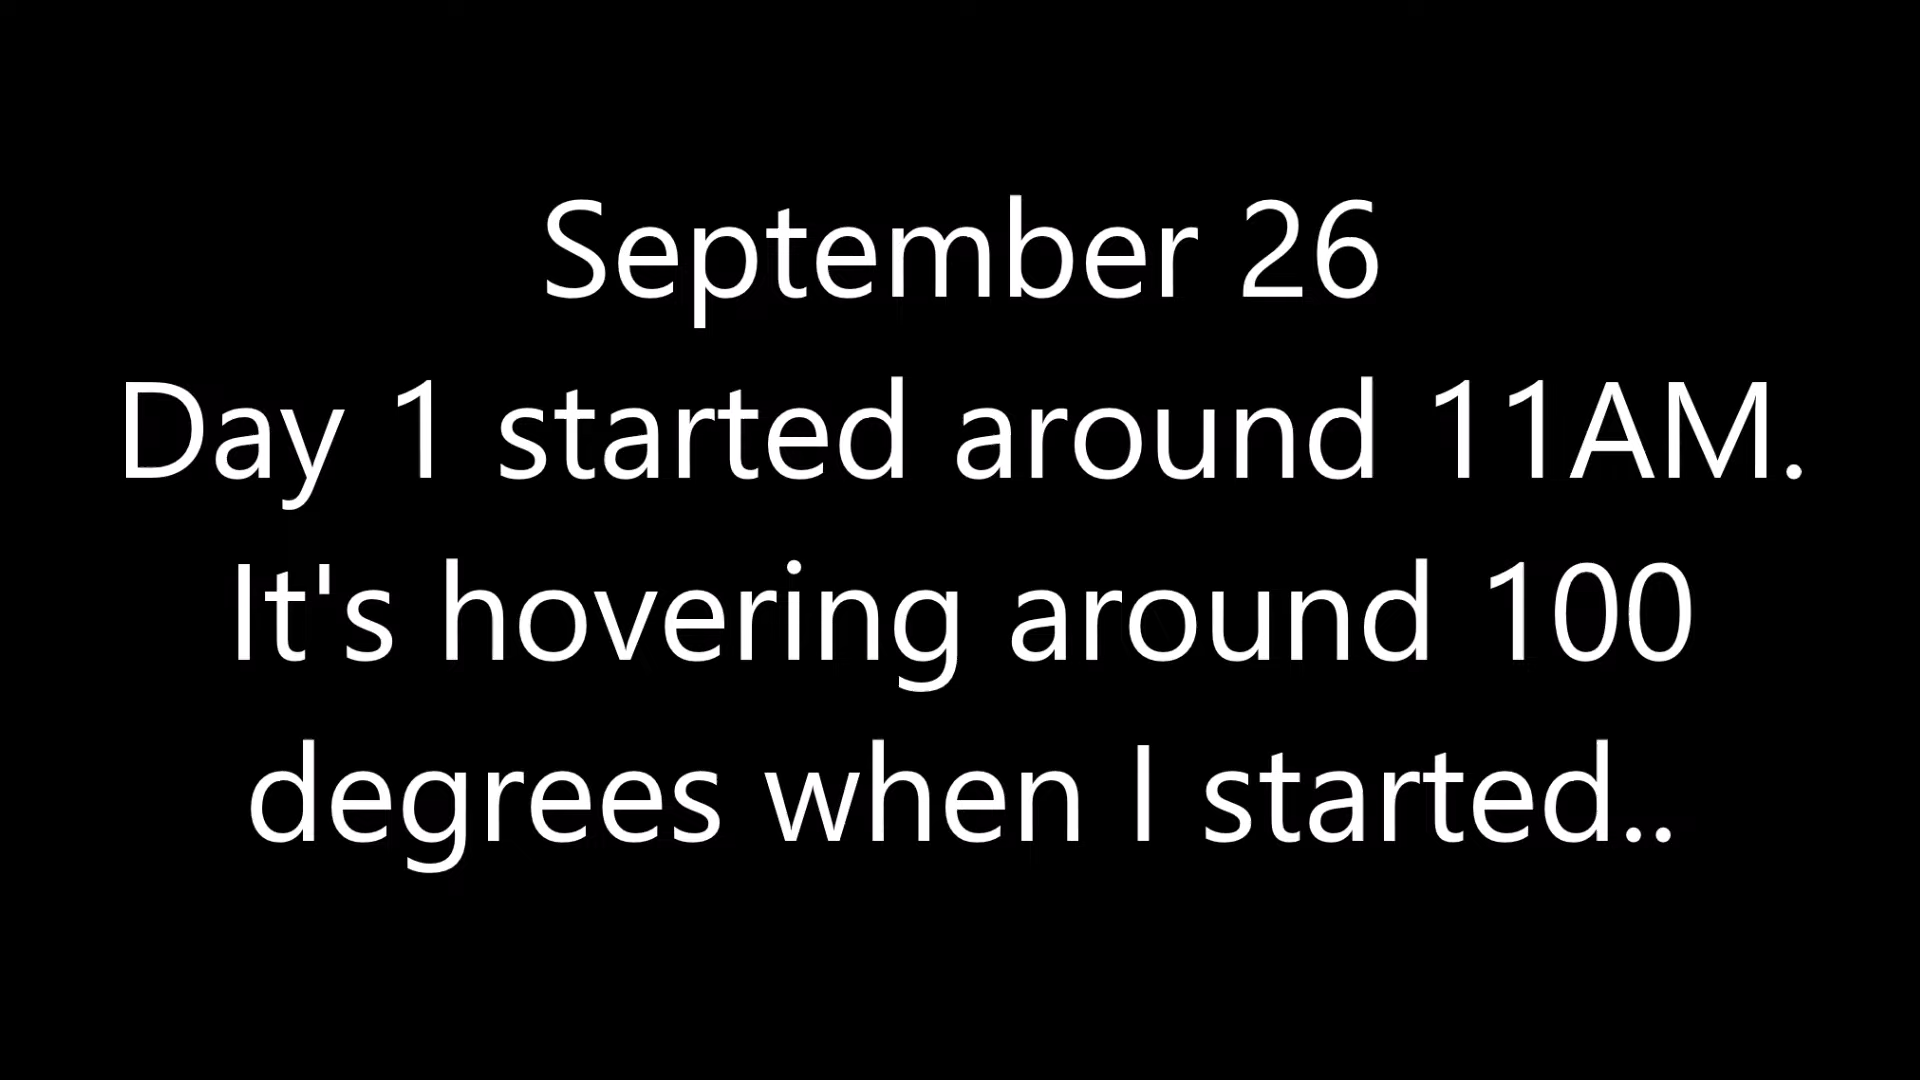 September 26
Day 1 started around 11AM.
It's hovering around 100
degrees when I started..